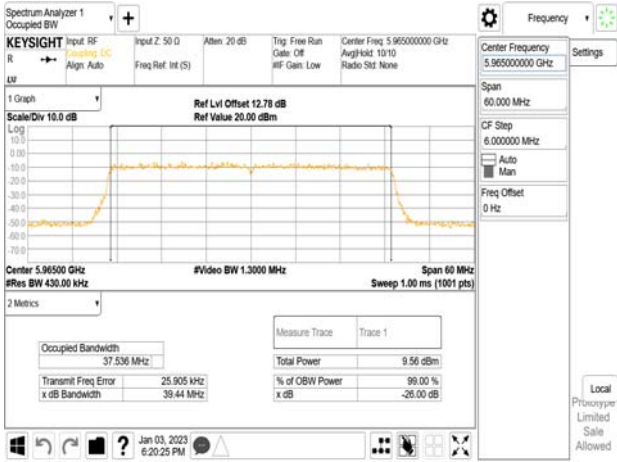 Spectrum Analyzer 1
Occupied BW
+
Frequency
KEYSIGHT
Input: RF
Coupling: DC
Align: Auto
Input Z: 50 Ω
Freq Ref: Int (S)
Atten: 20 dB
Trig: Free Run
Gate: Off
#IF Gain: Low
Center Freq: 5.965000000 GHz
Avg|Hold: 10/10
Radio Std: None
R
LXI
Center Frequency
5.965000000 GHz
Settings
Span
60.000 MHz
CF Step
6.000000 MHz
Auto
Man
Freq Offset
0 Hz
1 Graph
Ref Lvl Offset 12.78 dB
Scale/Div 10.0 dB
Ref Value 20.00 dBm
Log
10.0
0.00
-10.0
-20.0
-30.0
-40.0
-50.0
-60.0
-70.0
Center 5.96500 GHz
#Video BW 1.3000 MHz
Span 60 MHz
#Res BW 430.00 kHz
Sweep 1.00 ms (1001 pts)
2 Metrics
Measure Trace
Trace 1
Occupied Bandwidth
37.536 MHz
Total Power
9.56 dBm
Transmit Freq Error
25.905 kHz
% of OBW Power
99.00 %
x dB Bandwidth
39.44 MHz
x dB
-26.00 dB
Local
Prototype
Limited
Sale
Allowed
?
Jan 03, 2023
6:20:25 PM